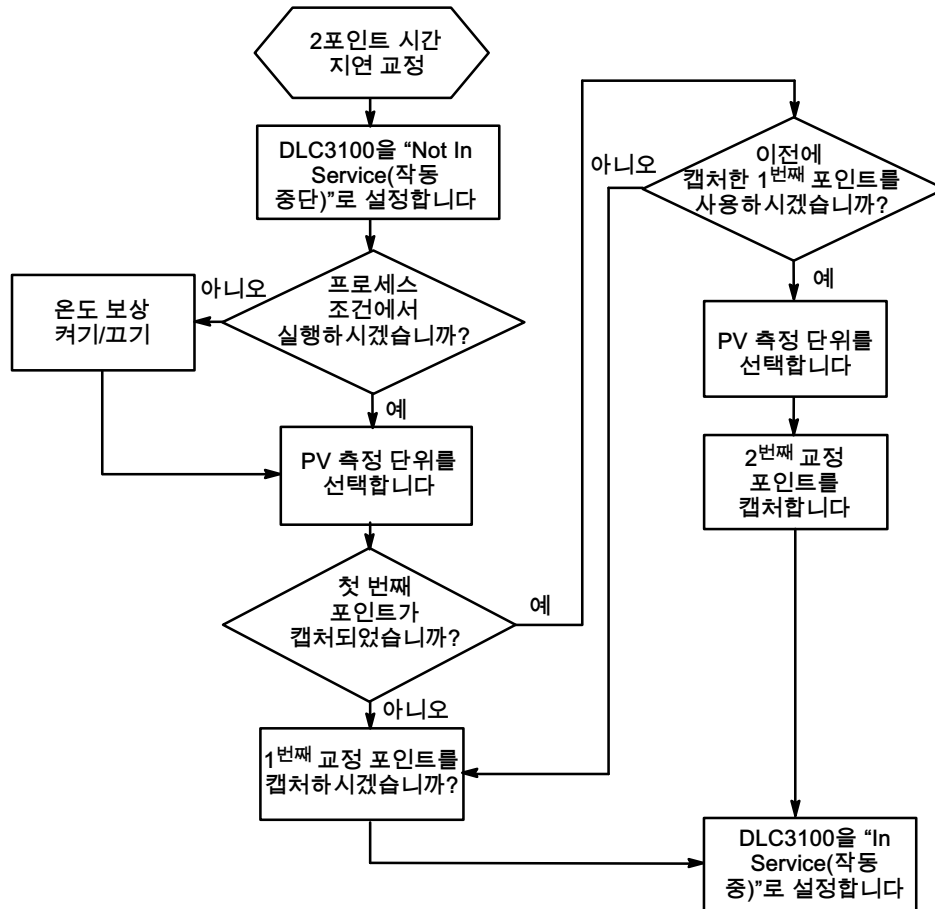 2포인트 시간
지연 교정
DLC3100을 “Not In
Service(작동
중단)”로 설정합니다
프로세스
조건에서
실행하시겠습니까?
아니오
온도 보상
켜기/끄기
예
PV 측정 단위를
선택합니다
첫 번째
포인트가
캡처되었습니까?
예
아니오
1번째 교정 포인트를
캡처하시겠습니까?
이전에
캡처한 1번째 포인트를
사용하시겠습니까?
아니오
예
PV 측정 단위를
선택합니다
2번째 교정
포인트를
캡처합니다
DLC3100을 “In
Service(작동
중)”로 설정합니다